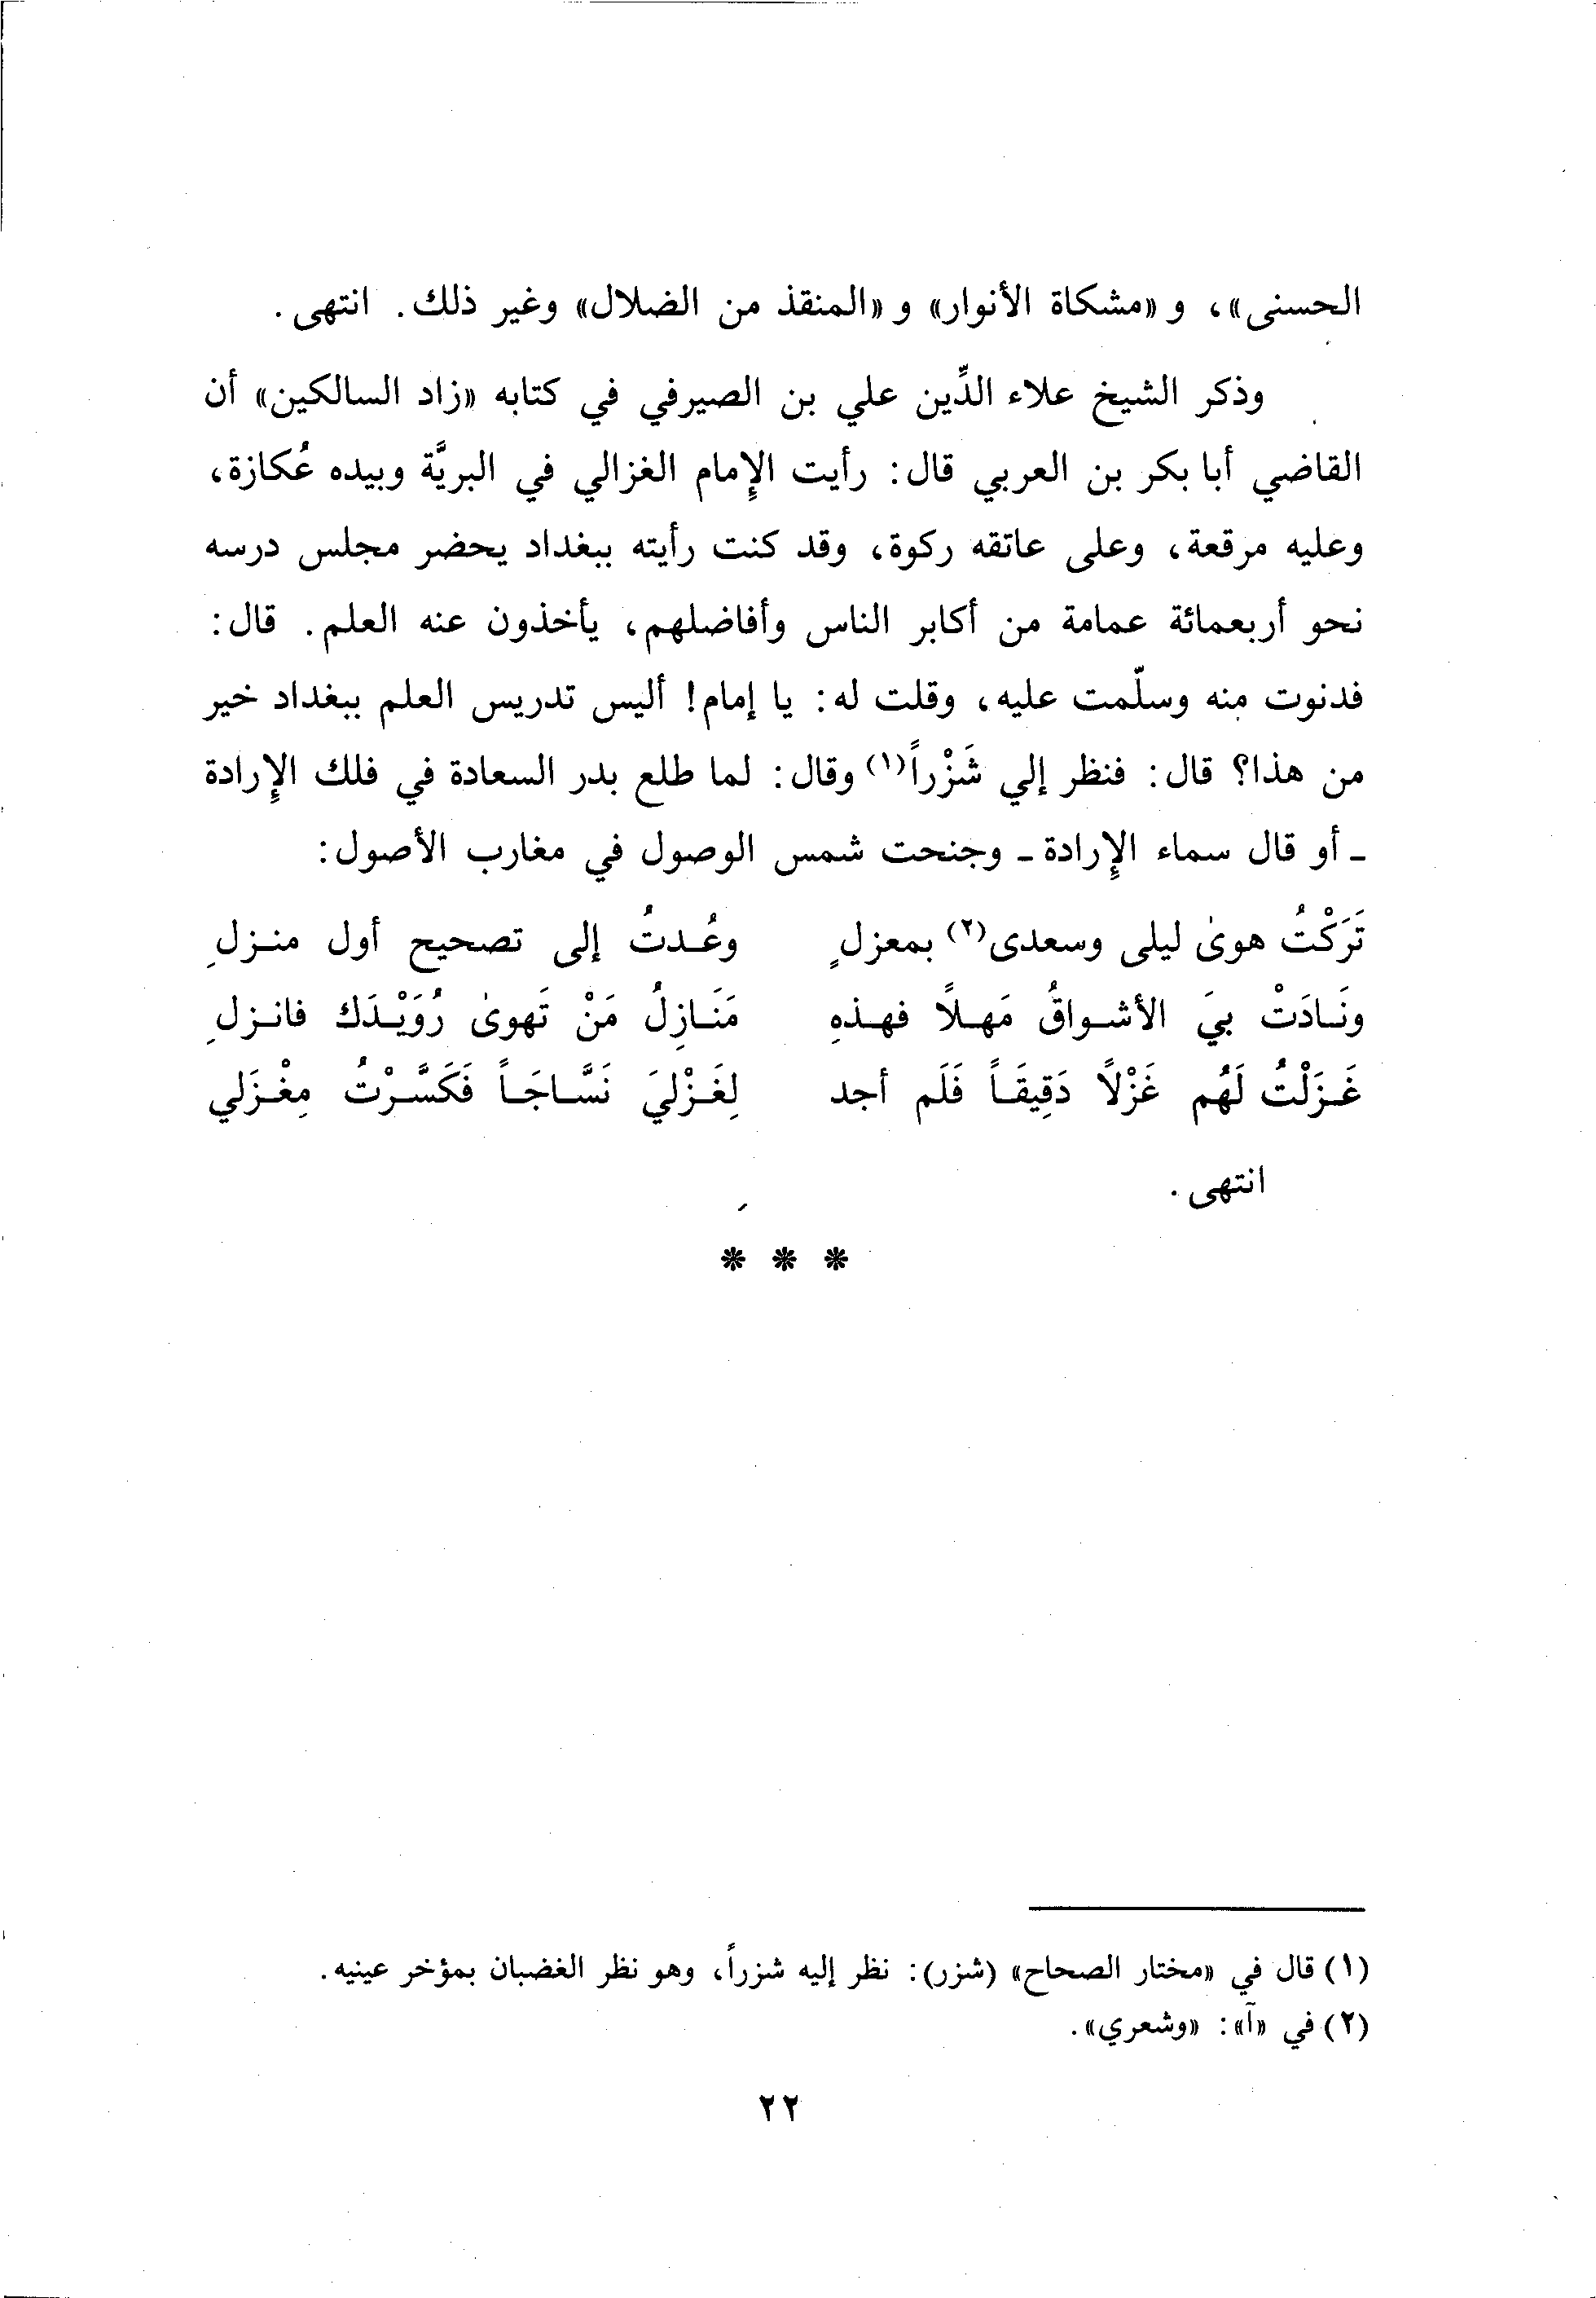 الحسنى»، و «مشكاة الأنوار» و «المنقذ من الضلال» وغير ذلك. انتهى.
وذكر الشيخ علاء الدِّين علي بن الصيرفي في كتابه «زاد السالكين» أن
القاضي أبا بكر بن العربي قال: رأيت الإمام الغزالي في البريَّة وبيده عُكازة،
وعليه مرقعة، وعلى عاتقه ركوة، وقد كنت رأيته ببغداد يحضر مجلس درسه
نحو أربعمائة عمامة من أكابر الناس وأفاضلهم، يأخذون عنه العلم. قال:
فدنوت منه وسلّمت عليه، وقلت له: يا إمام! أليس تدريس العلم ببغداد خير
من هذا؟ قال: فنظر إلي شَزْراً(١) وقال: لما طلع بدر السعادة في فلك الإرادة
ـ أو قال سماء الإرادة ـ وجنحت شمس الوصول في مغارب الأصول:
تَرَكْتُ هوىٰ ليلى وسعدى(٢) بمعزلٍ وعُـدتُ إلى تصحيح أول منـزلِ
ونَـادَتْ بيَ الأشـواقُ مَهـلاً فهـذهِ مَنَـازِلُ مَنْ تَهوىٰ رُوَيْـدَك فانـزلِ
غَـزَلْتُ لَهُم غَزْلاً دَقِيقَـاً فَلَم أجد لِغَـزْليَ نَسَّـاجَـاً فَكَسَّـرْتُ مِغْـزَلي
انتهى.
* * *
(١) قال في «مختار الصحاح» (شزر): نظر إليه شزراً، وهو نظر الغضبان بمؤخر عينيه.
(٢) في «آ»: «وشعري».
٢٢